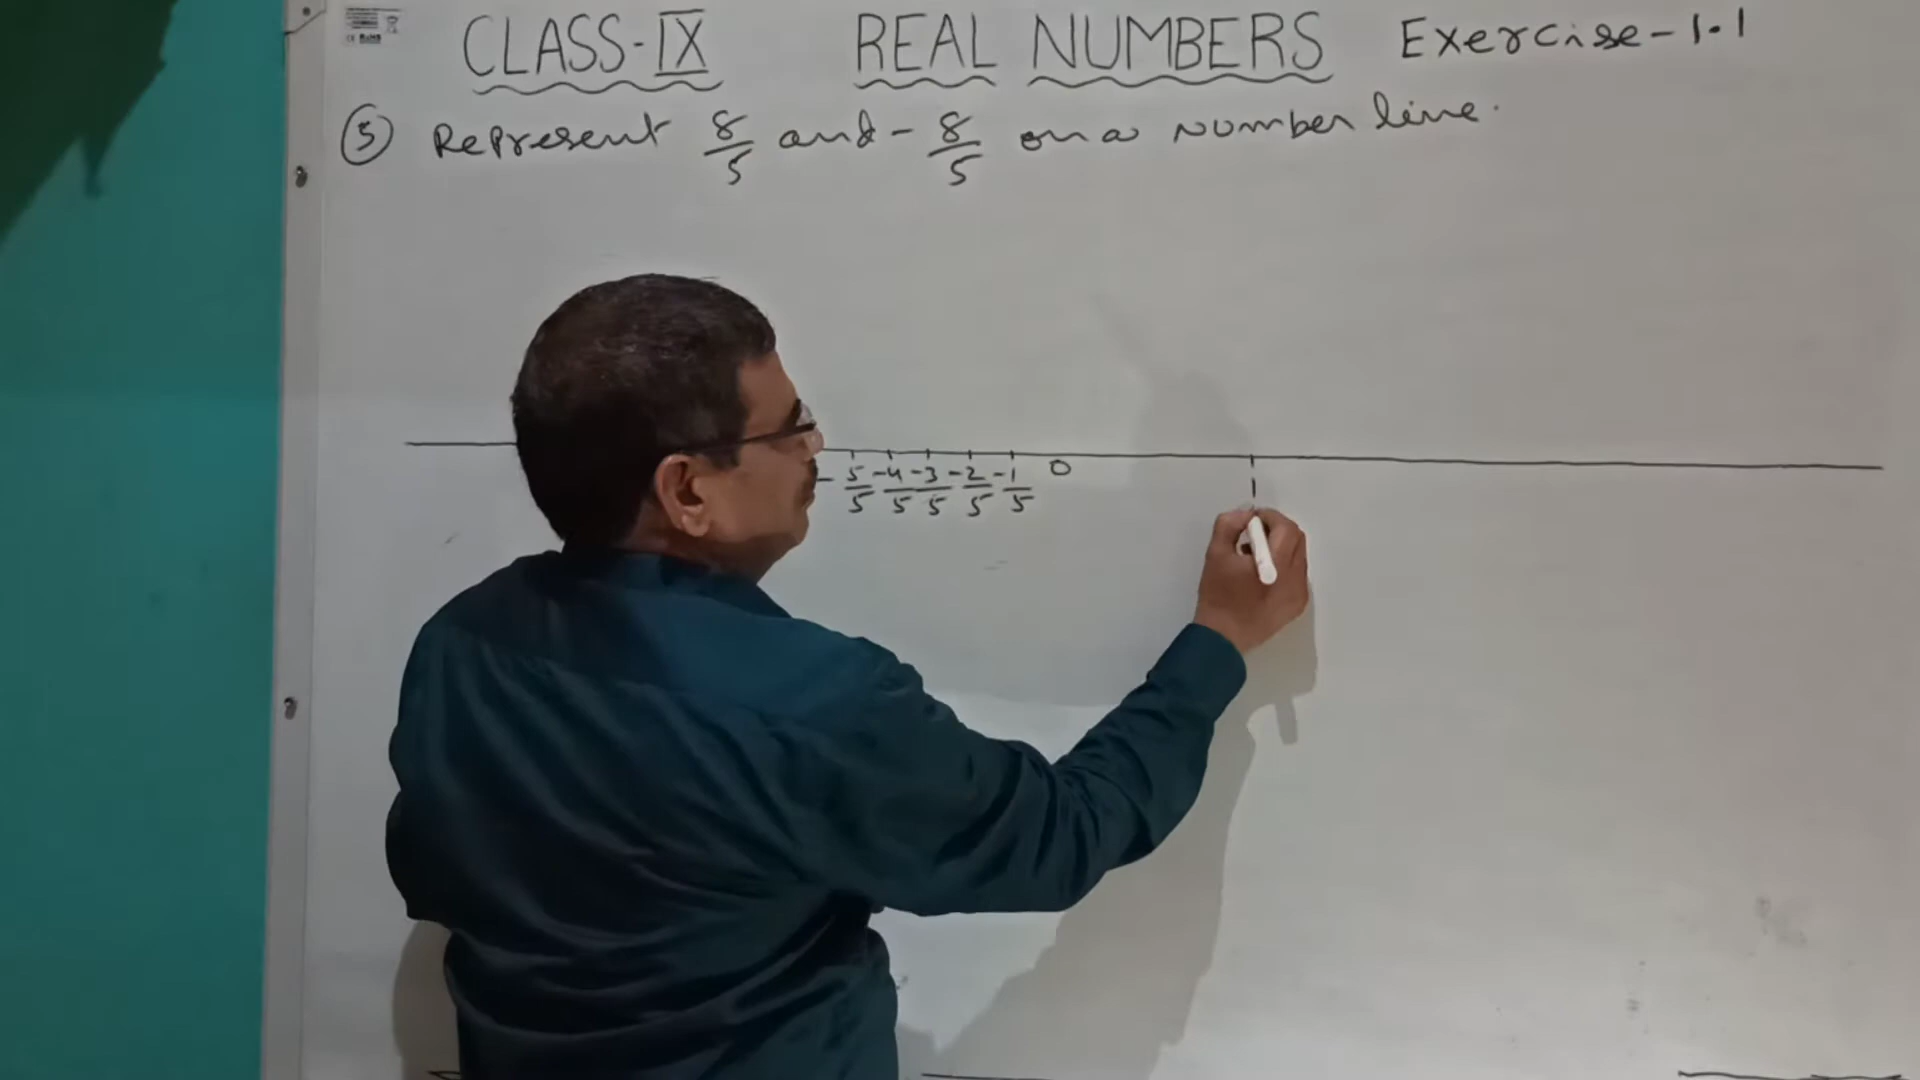 CLASS-IX REAL NUMBERS Exercise-1.1
(5) Represent 8/5 and -8/5 on a number line.
-5/5 -4/5 -3/5 -2/5 -1/5 0 1